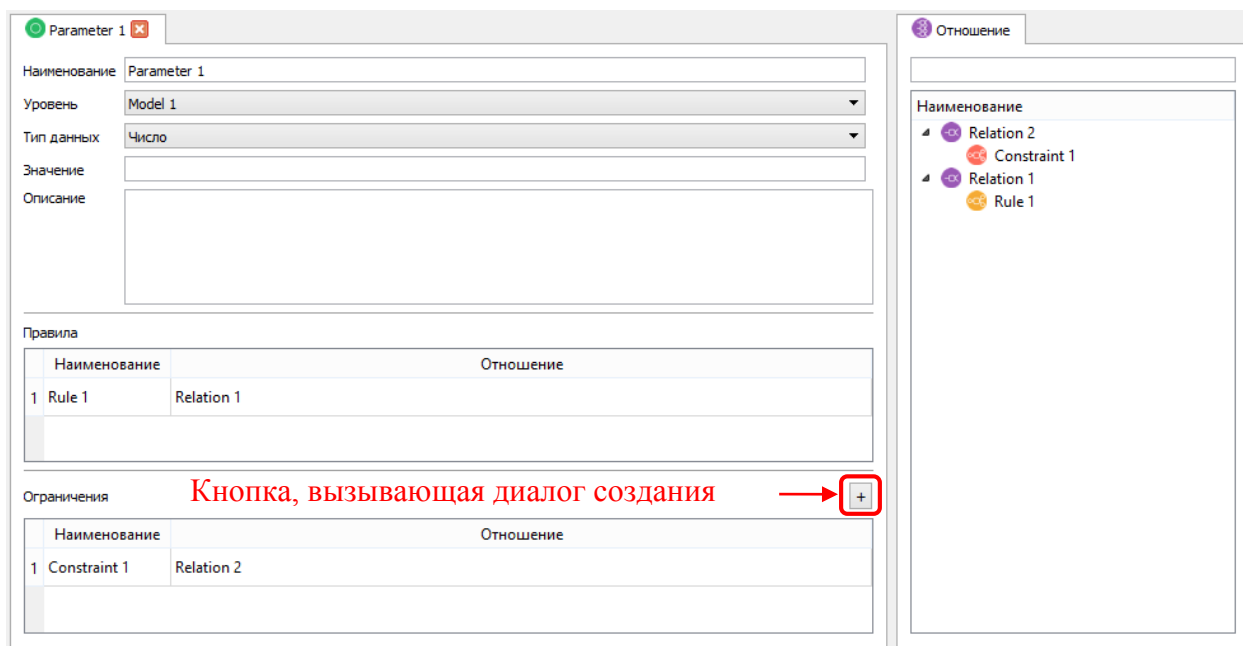 Parameter 1
Наименование Parameter 1
Уровень Model 1
Тип данных Число
Значение
Описание
Правила
Наименование Отношение
1 Rule 1 Relation 1
Ограничения Кнопка, вызывающая диалог создания +
Наименование Отношение
1 Constraint 1 Relation 2
Отношение
Наименование
Relation 2
Constraint 1
Relation 1
Rule 1